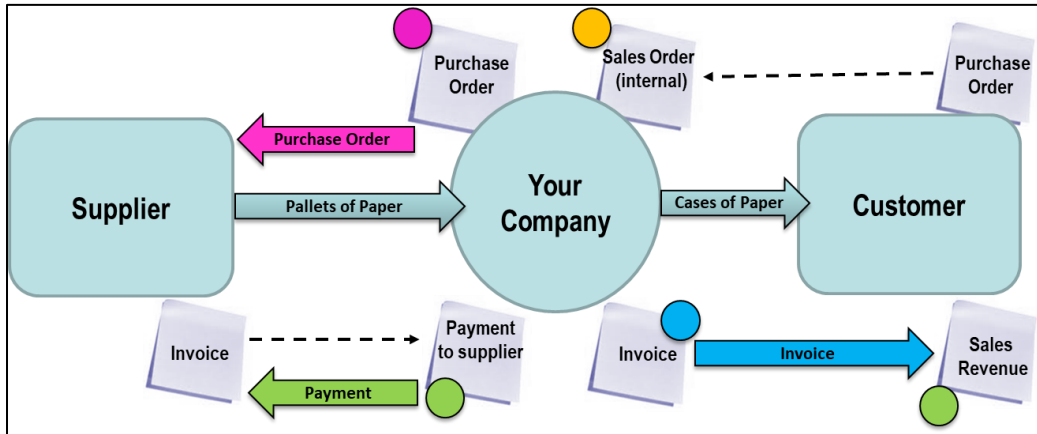 Purchase
Order
Sales Order
(internal)
Purchase
Order
Purchase Order
Supplier
Pallets of Paper
Your
Company
Cases of Paper
Customer
Invoice
Payment
to supplier
Payment
Invoice
Invoice
Sales
Revenue